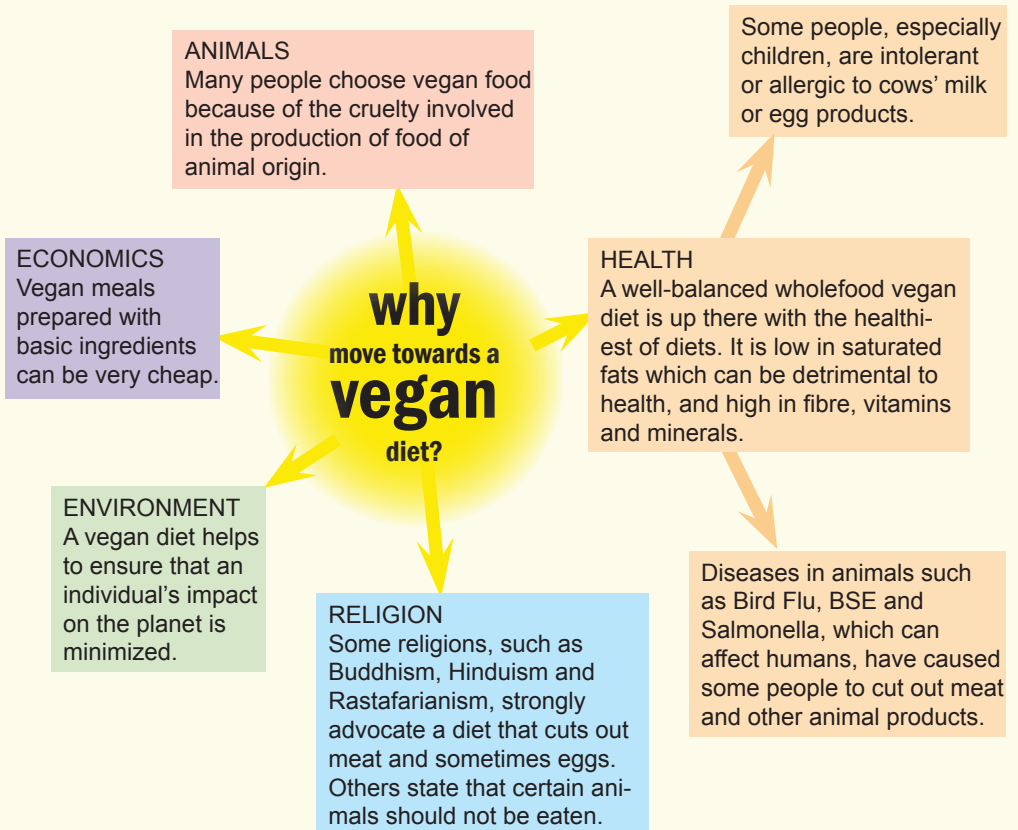 why
move towards a
vegan
diet?
ANIMALS
Many people choose vegan food
because of the cruelty involved
in the production of food of
animal origin.
Some people, especially
children, are intolerant
or allergic to cows' milk
or egg products.
ECONOMICS
Vegan meals
prepared with
basic ingredients
can be very cheap.
HEALTH
A well-balanced wholefood vegan
diet is up there with the healthi-
est of diets. It is low in saturated
fats which can be detrimental to
health, and high in fibre, vitamins
and minerals.
ENVIRONMENT
A vegan diet helps
to ensure that an
individual's impact
on the planet is
minimized.
RELIGION
Some religions, such as
Buddhism, Hinduism and
Rastafarianism, strongly
advocate a diet that cuts out
meat and sometimes eggs.
Others state that certain ani-
mals should not be eaten.
Diseases in animals such
as Bird Flu, BSE and
Salmonella, which can
affect humans, have caused
some people to cut out meat
and other animal products.